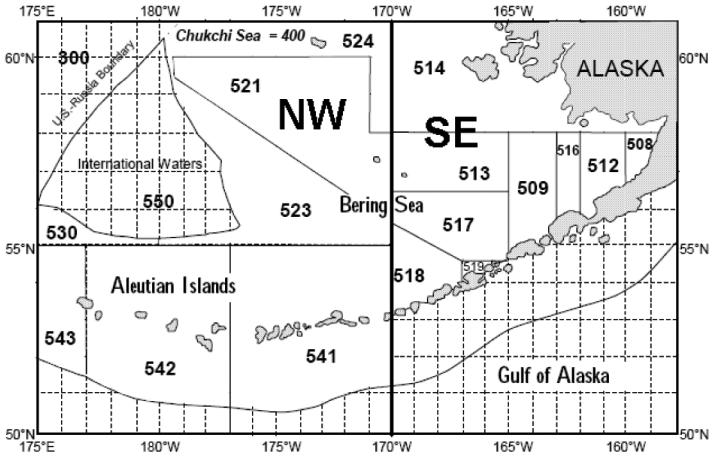 175°E 180°W 175°W 170°W 165°W 160°W
Chukchi Sea = 400
524
60°N
300
60°N
514
ALASKA
U.S.-Russia Boundary
521
NW
SE
508
516
International Waters
513
512
509
550
523
Bering Sea
517
530
55°N
55°N
519
518
Aleutian Islands
543
542
541
Gulf of Alaska
50°N
50°N
175°E 180°W 175°W 170°W 165°W 160°W